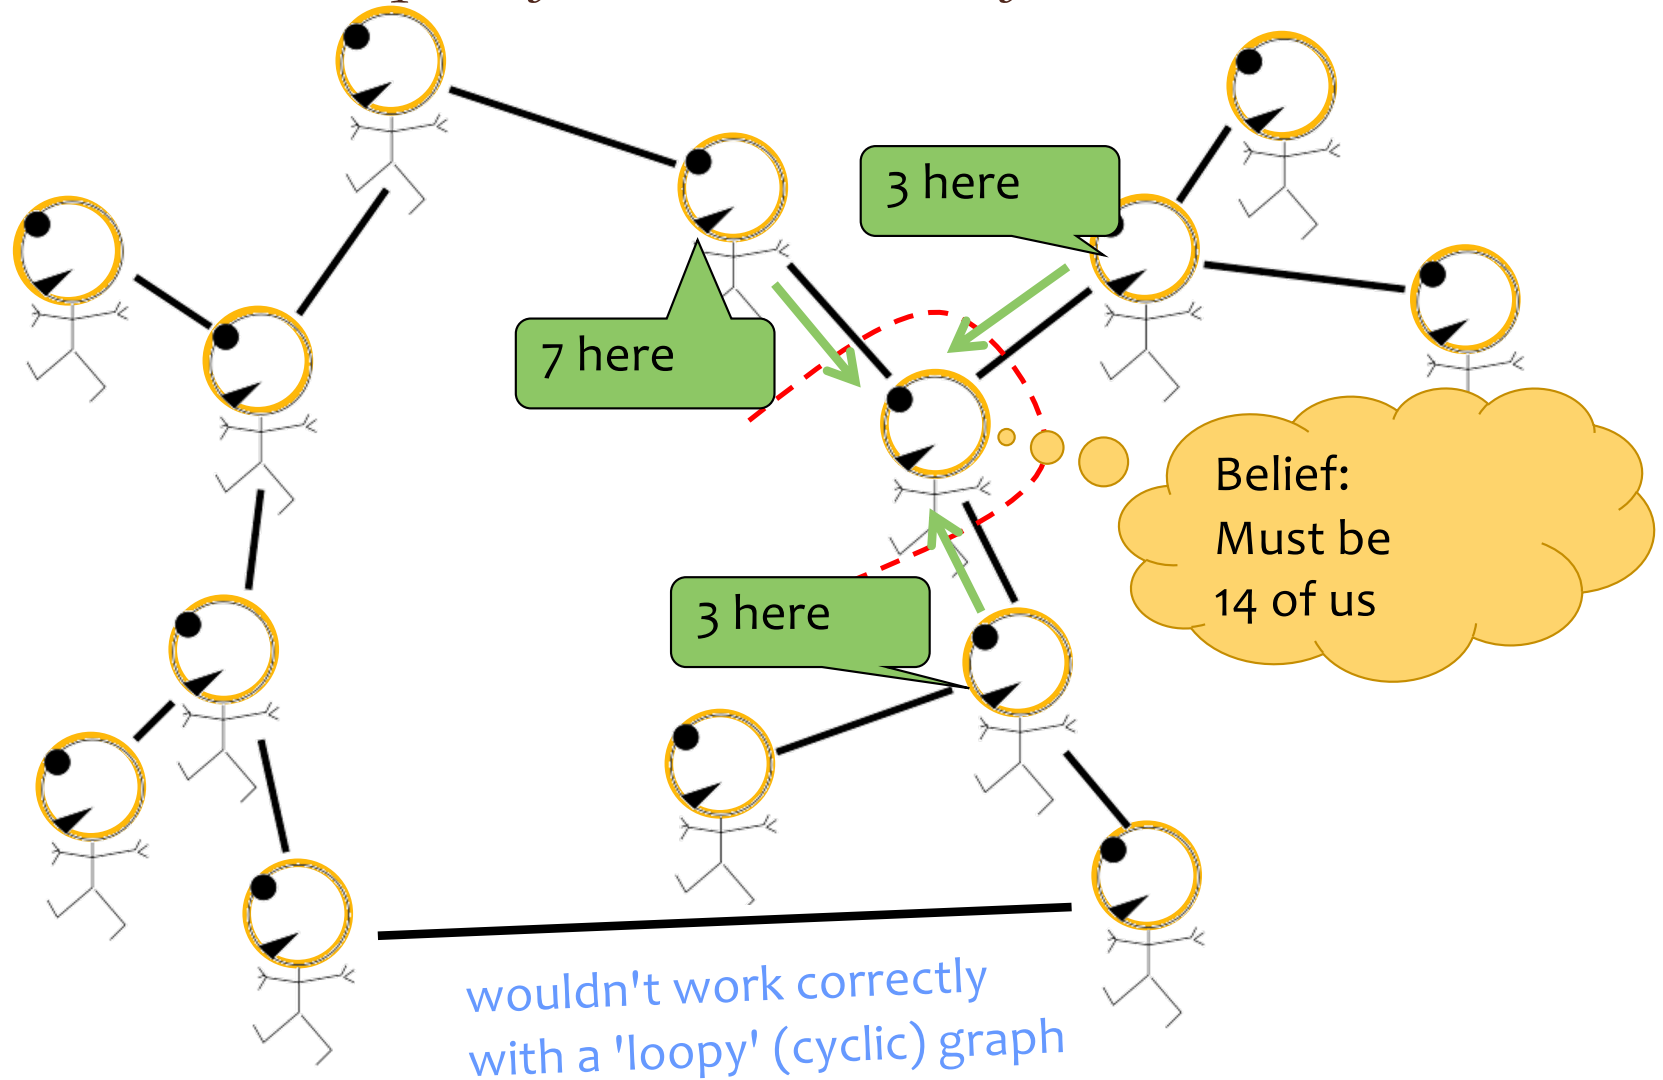 3 here
7 here
Belief:
Must be
14 of us
3 here
wouldn't work correctly
with a 'loopy' (cyclic) graph